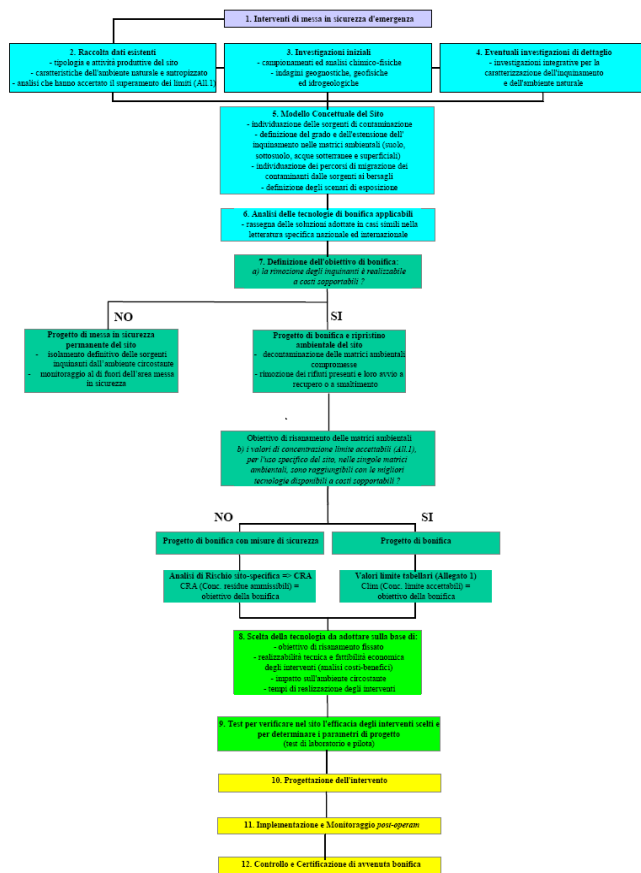 1. Interventi di messa in sicurezza d'emergenza
2. Raccolta dati esistenti
- tipologia e attività produttive del sito
- caratteristiche dell'ambiente naturale e antropizzato
- analisi che hanno accertato il superamento dei limiti (All.1)
3. Investigazioni iniziali
- campionamenti ed analisi chimico-fisiche
- indagini geognostiche, geofisiche
ed idrogeologiche
4. Eventuali investigazioni di dettaglio
- investigazioni integrative per la
caratterizzazione dell'inquinamento
e dell'ambiente naturale
5. Modello Concettuale del Sito
- individuazione delle sorgenti di contaminazione
- definizione del grado e dell'estensione dell'
inquinamento nelle matrici ambientali (suolo,
sottosuolo, acque sotterranee e superficiali)
- individuazione dei percorsi di migrazione dei
contaminanti dalle sorgenti ai bersagli
- definizione degli scenari di esposizione
6. Analisi delle tecnologie di bonifica applicabili
- rassegna delle soluzioni adottate in casi simili nella
letteratura specifica nazionale ed internazionale
7. Definizione dell'obiettivo di bonifica:
a) la rimozione degli inquinanti è realizzabile
a costi sopportabili ?
NO
SI
Progetto di messa in sicurezza
permanente del sito
- isolamento definitivo delle sorgenti
inquinanti dall'ambiente circostante
- monitoraggio al di fuori dell'area messa
in sicurezza
Progetto di bonifica e ripristino
ambientale del sito
- decontaminazione delle matrici ambientali
compromesse
- rimozione dei rifiuti presenti e loro avvio a
recupero o a smaltimento
Obiettivo di risanamento delle matrici ambientali
b) i valori di concentrazione limite accettabili (All.1),
per l'uso specifico del sito, nelle singole matrici
ambientali, sono raggiungibili con le migliori
tecnologie disponibili a costi sopportabili ?
NO
SI
Progetto di bonifica con misure di sicurezza
Progetto di bonifica
Analisi di Rischio sito-specifica => CRA
CRA (Conc. residue ammissibili) =
obiettivo della bonifica
Valori limite tabellari (Allegato 1)
Clim (Conc. limite accettabili) =
obiettivo della bonifica
8. Scelta della tecnologia da adottare sulla base di:
- obiettivo di risanamento fissato
- realizzabilità tecnica e fattibilità economica
degli interventi (analisi costi-benefici)
- impatto sull'ambiente circostante
- tempi di realizzazione degli interventi
9. Test per verificare nel sito l'efficacia degli interventi scelti e
per determinare i parametri di progetto
(test di laboratorio e pilota)
10. Progettazione dell'intervento
11. Implementazione e Monitoraggio post-operam
12. Controllo e Certificazione di avvenuta bonifica